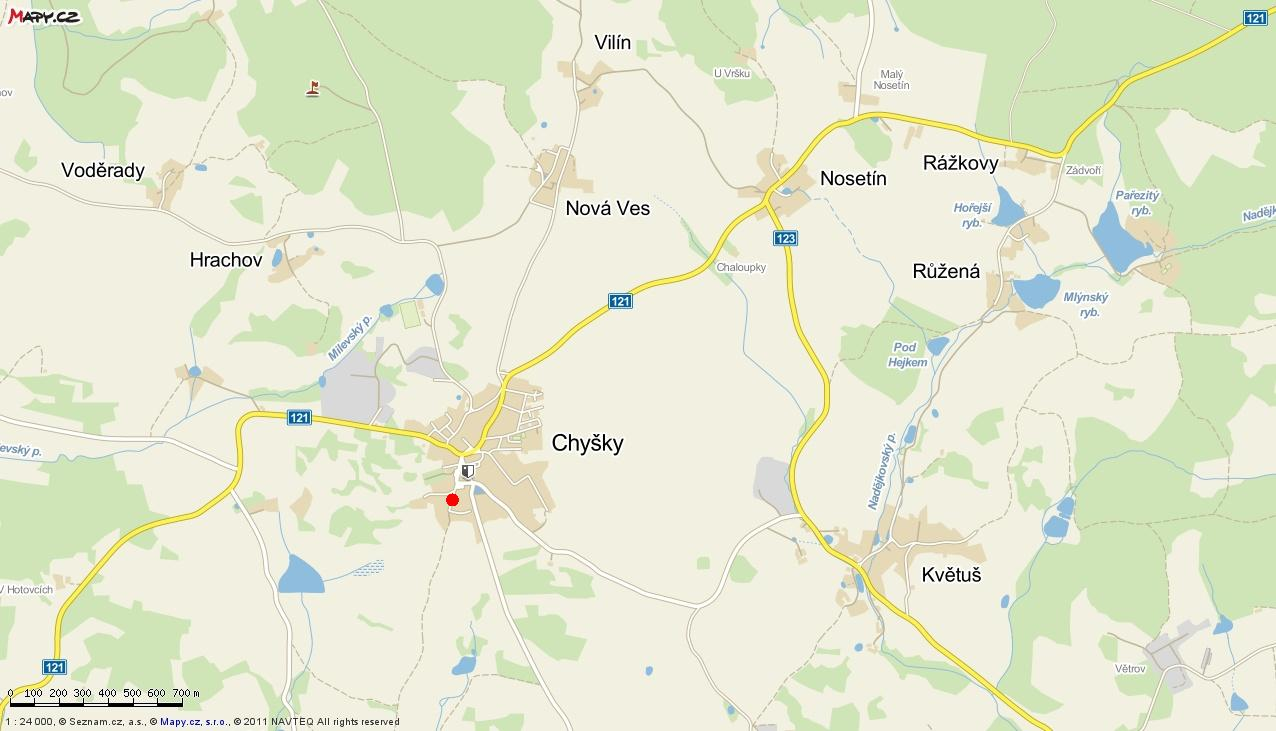 Mapy.cz
121
Vilín
U Vršku
Malý
Nosetín
Voděrady
Rážkovy
Zádvoří
Nosetín
Pařezitý
ryb.
Hořejší
ryb.
Nová Ves
123
Hrachov
Chaloupky
Růžená
121
Mlýnský
ryb.
Milevský p.
Pod
Hejkem
121
Chyšky
Nadějkovský p.
Květuš
V Hotovcích
121
Větrov
0 100 200 300 400 500 600 700 m
1 : 24 000, © Seznam.cz, a.s., © Mapy.cz, s.r.o., © 2011 NAVTEQ All rights reserved